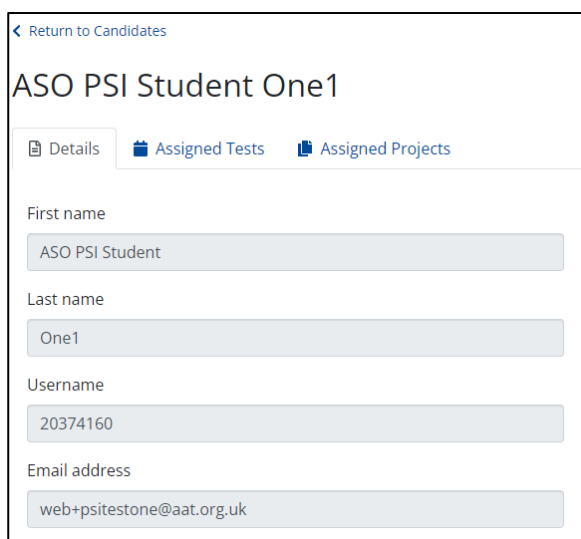 Return to Candidates
ASO PSI Student One1
Details Assigned Tests Assigned Projects
First name
ASO PSI Student
Last name
One1
Username
20374160
Email address
web+psitestone@aat.org.uk